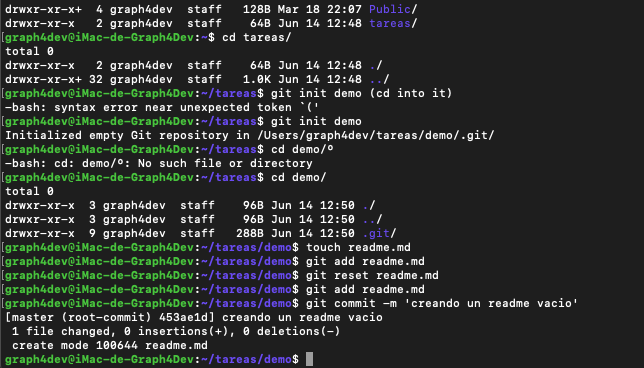 drwxr-xr-x+  4 graph4dev  staff   128B Mar 18 22:07 Public/
drwxr-xr-x   2 graph4dev  staff    64B Jun 14 12:48 tareas/
[graph4dev@iMac-de-Graph4Dev:~$ cd tareas/
total 0
drwxr-xr-x   2 graph4dev  staff    64B Jun 14 12:48 ./
drwxr-xr-x+ 32 graph4dev  staff   1.0K Jun 14 12:48 ../
[graph4dev@iMac-de-Graph4Dev:~/tareas$ git init demo (cd into it)
-bash: syntax error near unexpected token `('
[graph4dev@iMac-de-Graph4Dev:~/tareas$ git init demo
Initialized empty Git repository in /Users/graph4dev/tareas/demo/.git/
[graph4dev@iMac-de-Graph4Dev:~/tareas$ cd demo/º
-bash: cd: demo/º: No such file or directory
[graph4dev@iMac-de-Graph4Dev:~/tareas$ cd demo/
total 0
drwxr-xr-x  3 graph4dev  staff    96B Jun 14 12:50 ./
drwxr-xr-x  3 graph4dev  staff    96B Jun 14 12:50 ../
drwxr-xr-x  9 graph4dev  staff   288B Jun 14 12:50 .git/
[graph4dev@iMac-de-Graph4Dev:~/tareas/demo$ touch readme.md
[graph4dev@iMac-de-Graph4Dev:~/tareas/demo$ git add readme.md
[graph4dev@iMac-de-Graph4Dev:~/tareas/demo$ git reset readme.md
[graph4dev@iMac-de-Graph4Dev:~/tareas/demo$ git add readme.md
[graph4dev@iMac-de-Graph4Dev:~/tareas/demo$ git commit -m 'creando un readme vacio'
[master (root-commit) 453ae1d] creando un readme vacio
 1 file changed, 0 insertions(+), 0 deletions(-)
 create mode 100644 readme.md
graph4dev@iMac-de-Graph4Dev:~/tareas/demo$